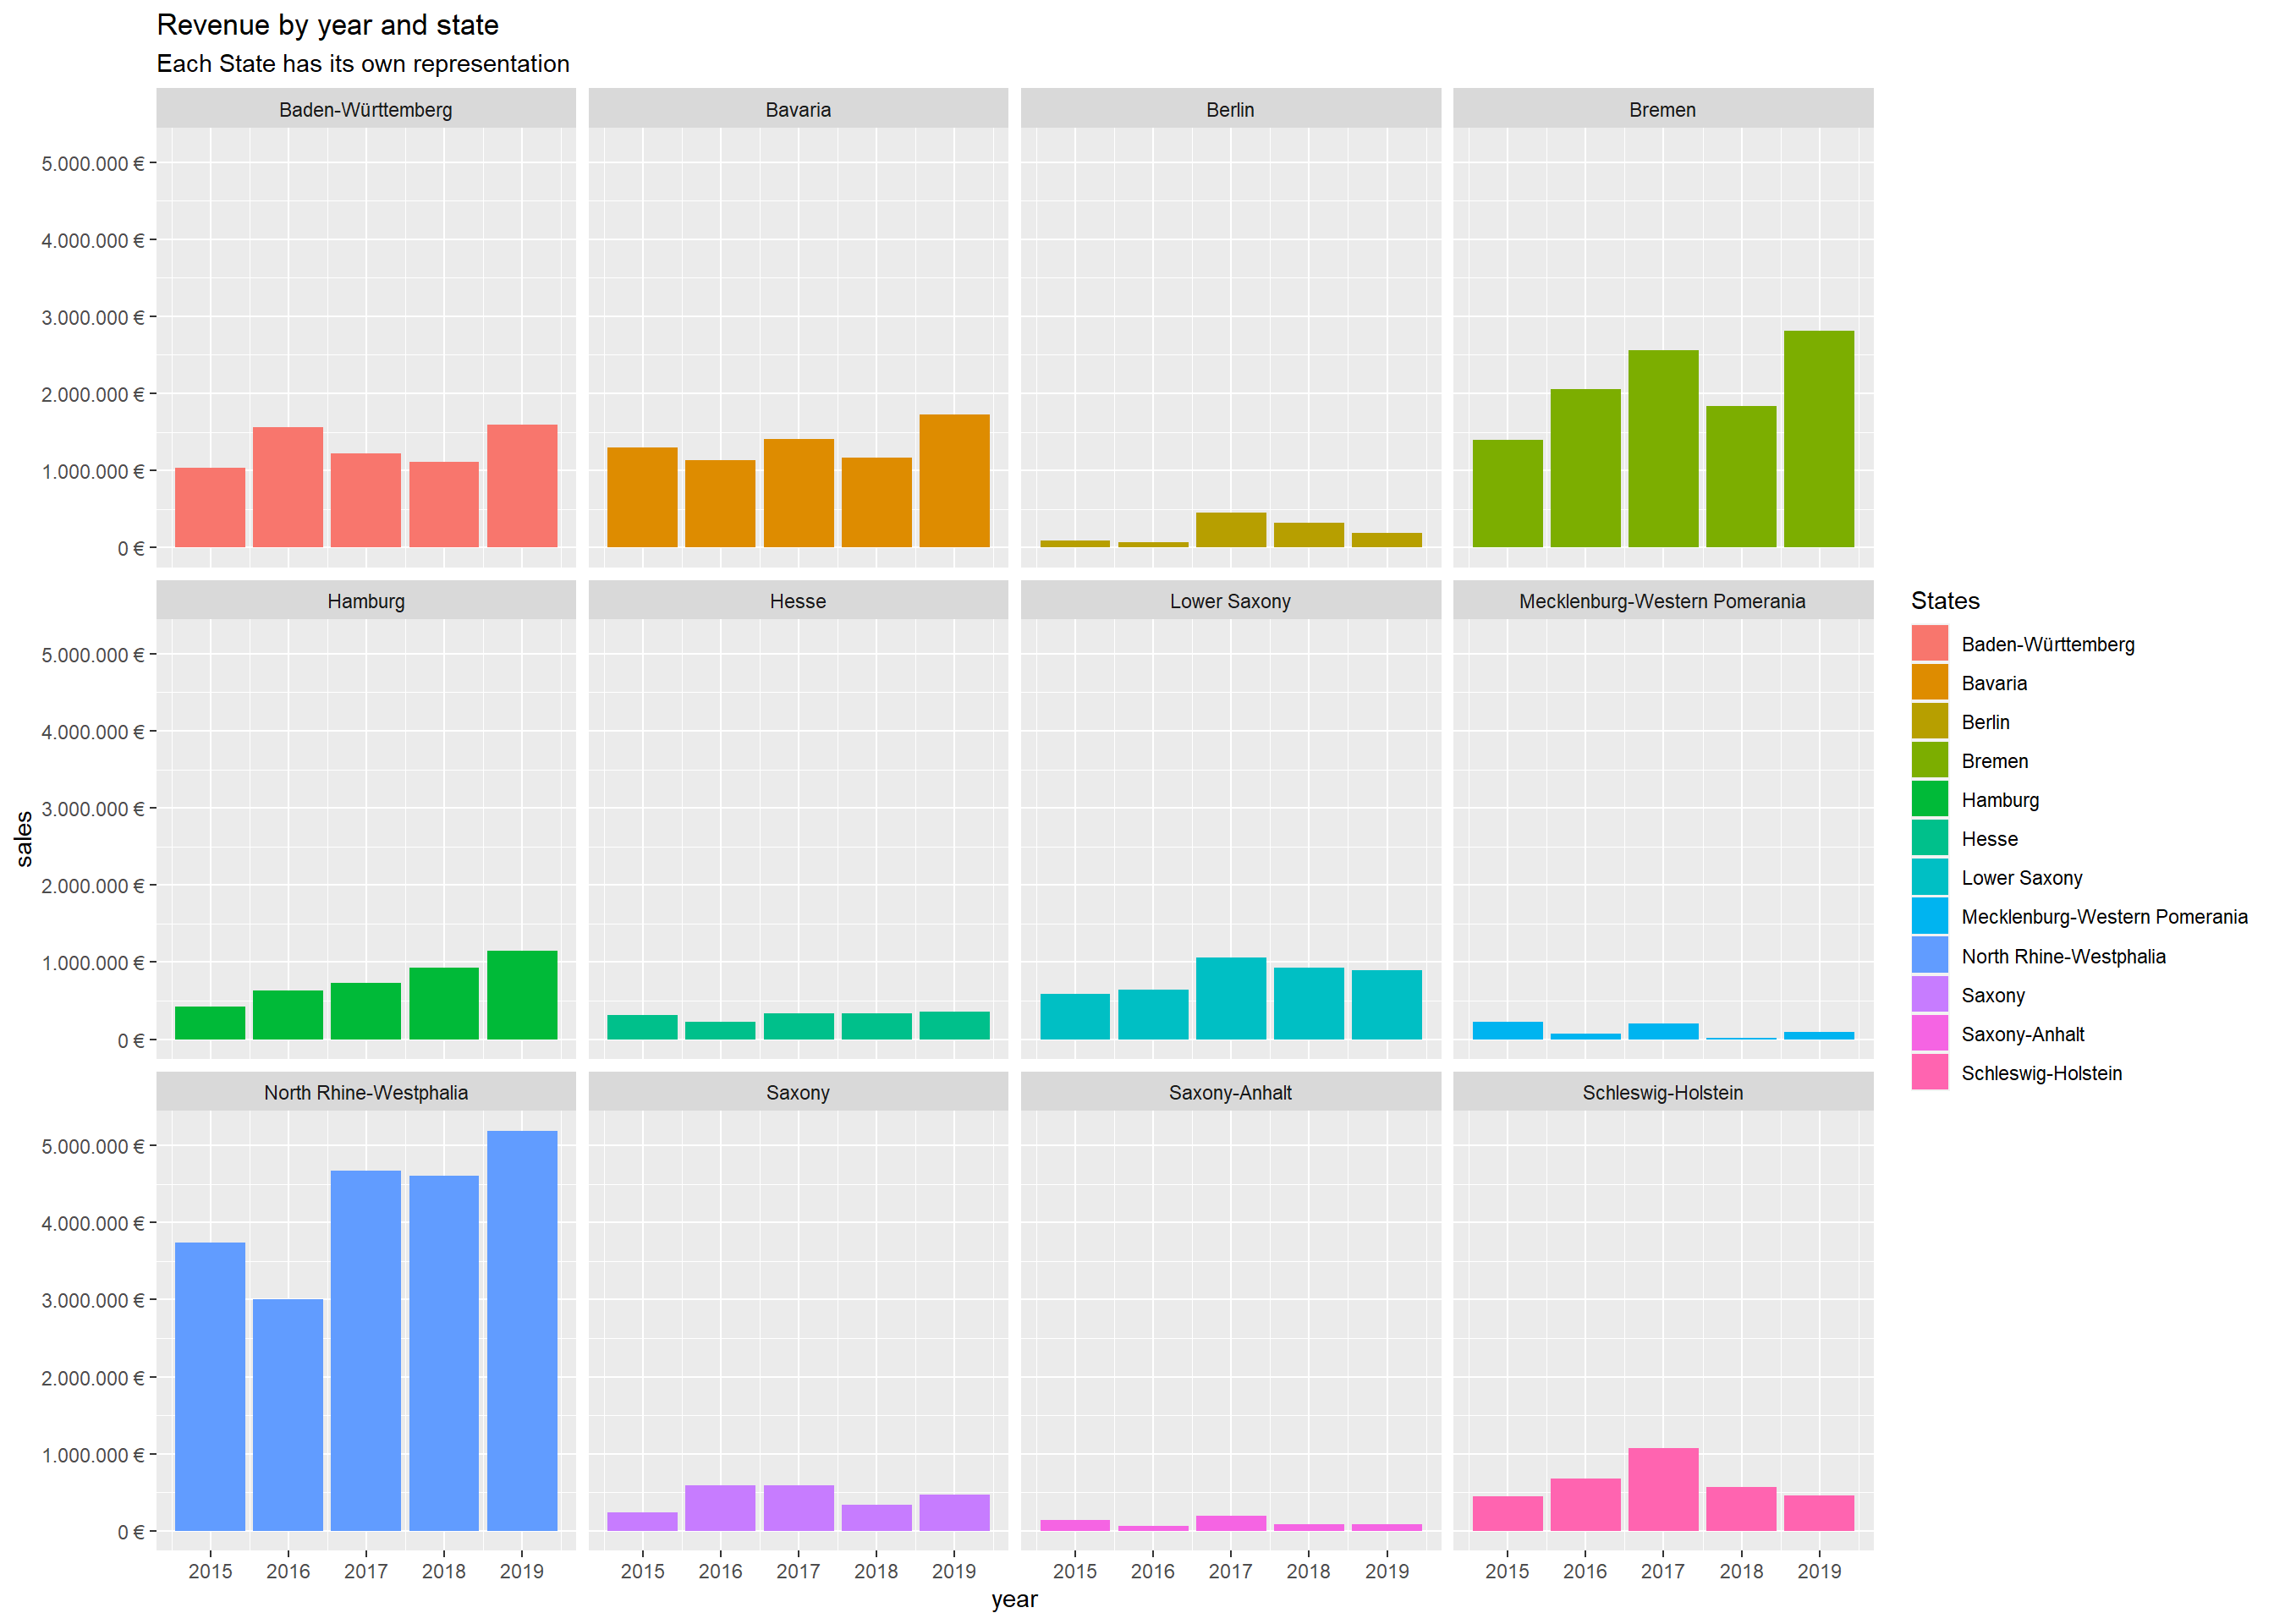 Revenue by year and state
Each State has its own representation
Baden-Württemberg
Bavaria
Berlin
Bremen
5.000.000 €
4.000.000 €
3.000.000 €
2.000.000 €
1.000.000 €
0 €
Hamburg
Hesse
Lower Saxony
Mecklenburg-Western Pomerania
5.000.000 €
4.000.000 €
3.000.000 €
2.000.000 €
1.000.000 €
0 €
North Rhine-Westphalia
Saxony
Saxony-Anhalt
Schleswig-Holstein
5.000.000 €
4.000.000 €
3.000.000 €
2.000.000 €
1.000.000 €
0 €
2015 2016 2017 2018 2019
2015 2016 2017 2018 2019
2015 2016 2017 2018 2019
2015 2016 2017 2018 2019
year
sales
States
Baden-Württemberg
Bavaria
Berlin
Bremen
Hamburg
Hesse
Lower Saxony
Mecklenburg-Western Pomerania
North Rhine-Westphalia
Saxony
Saxony-Anhalt
Schleswig-Holstein